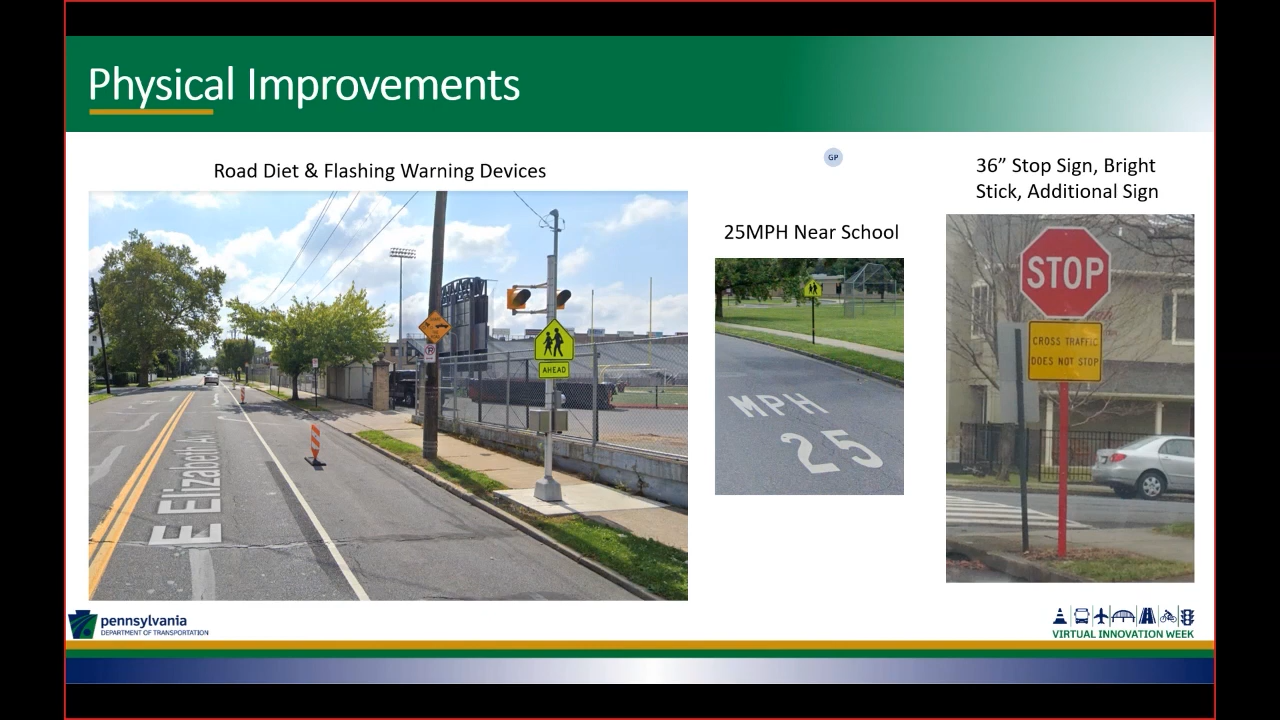 Physical Improvements
Road Diet & Flashing Warning Devices
GP
36” Stop Sign, Bright
Stick, Additional Sign
25MPH Near School
AHEAD
E Elizabeth Av
MPH
25
STOP
CROSS TRAFFIC
DOES NOT STOP
pennsylvania
DEPARTMENT OF TRANSPORTATION
VIRTUAL INNOVATION WEEK